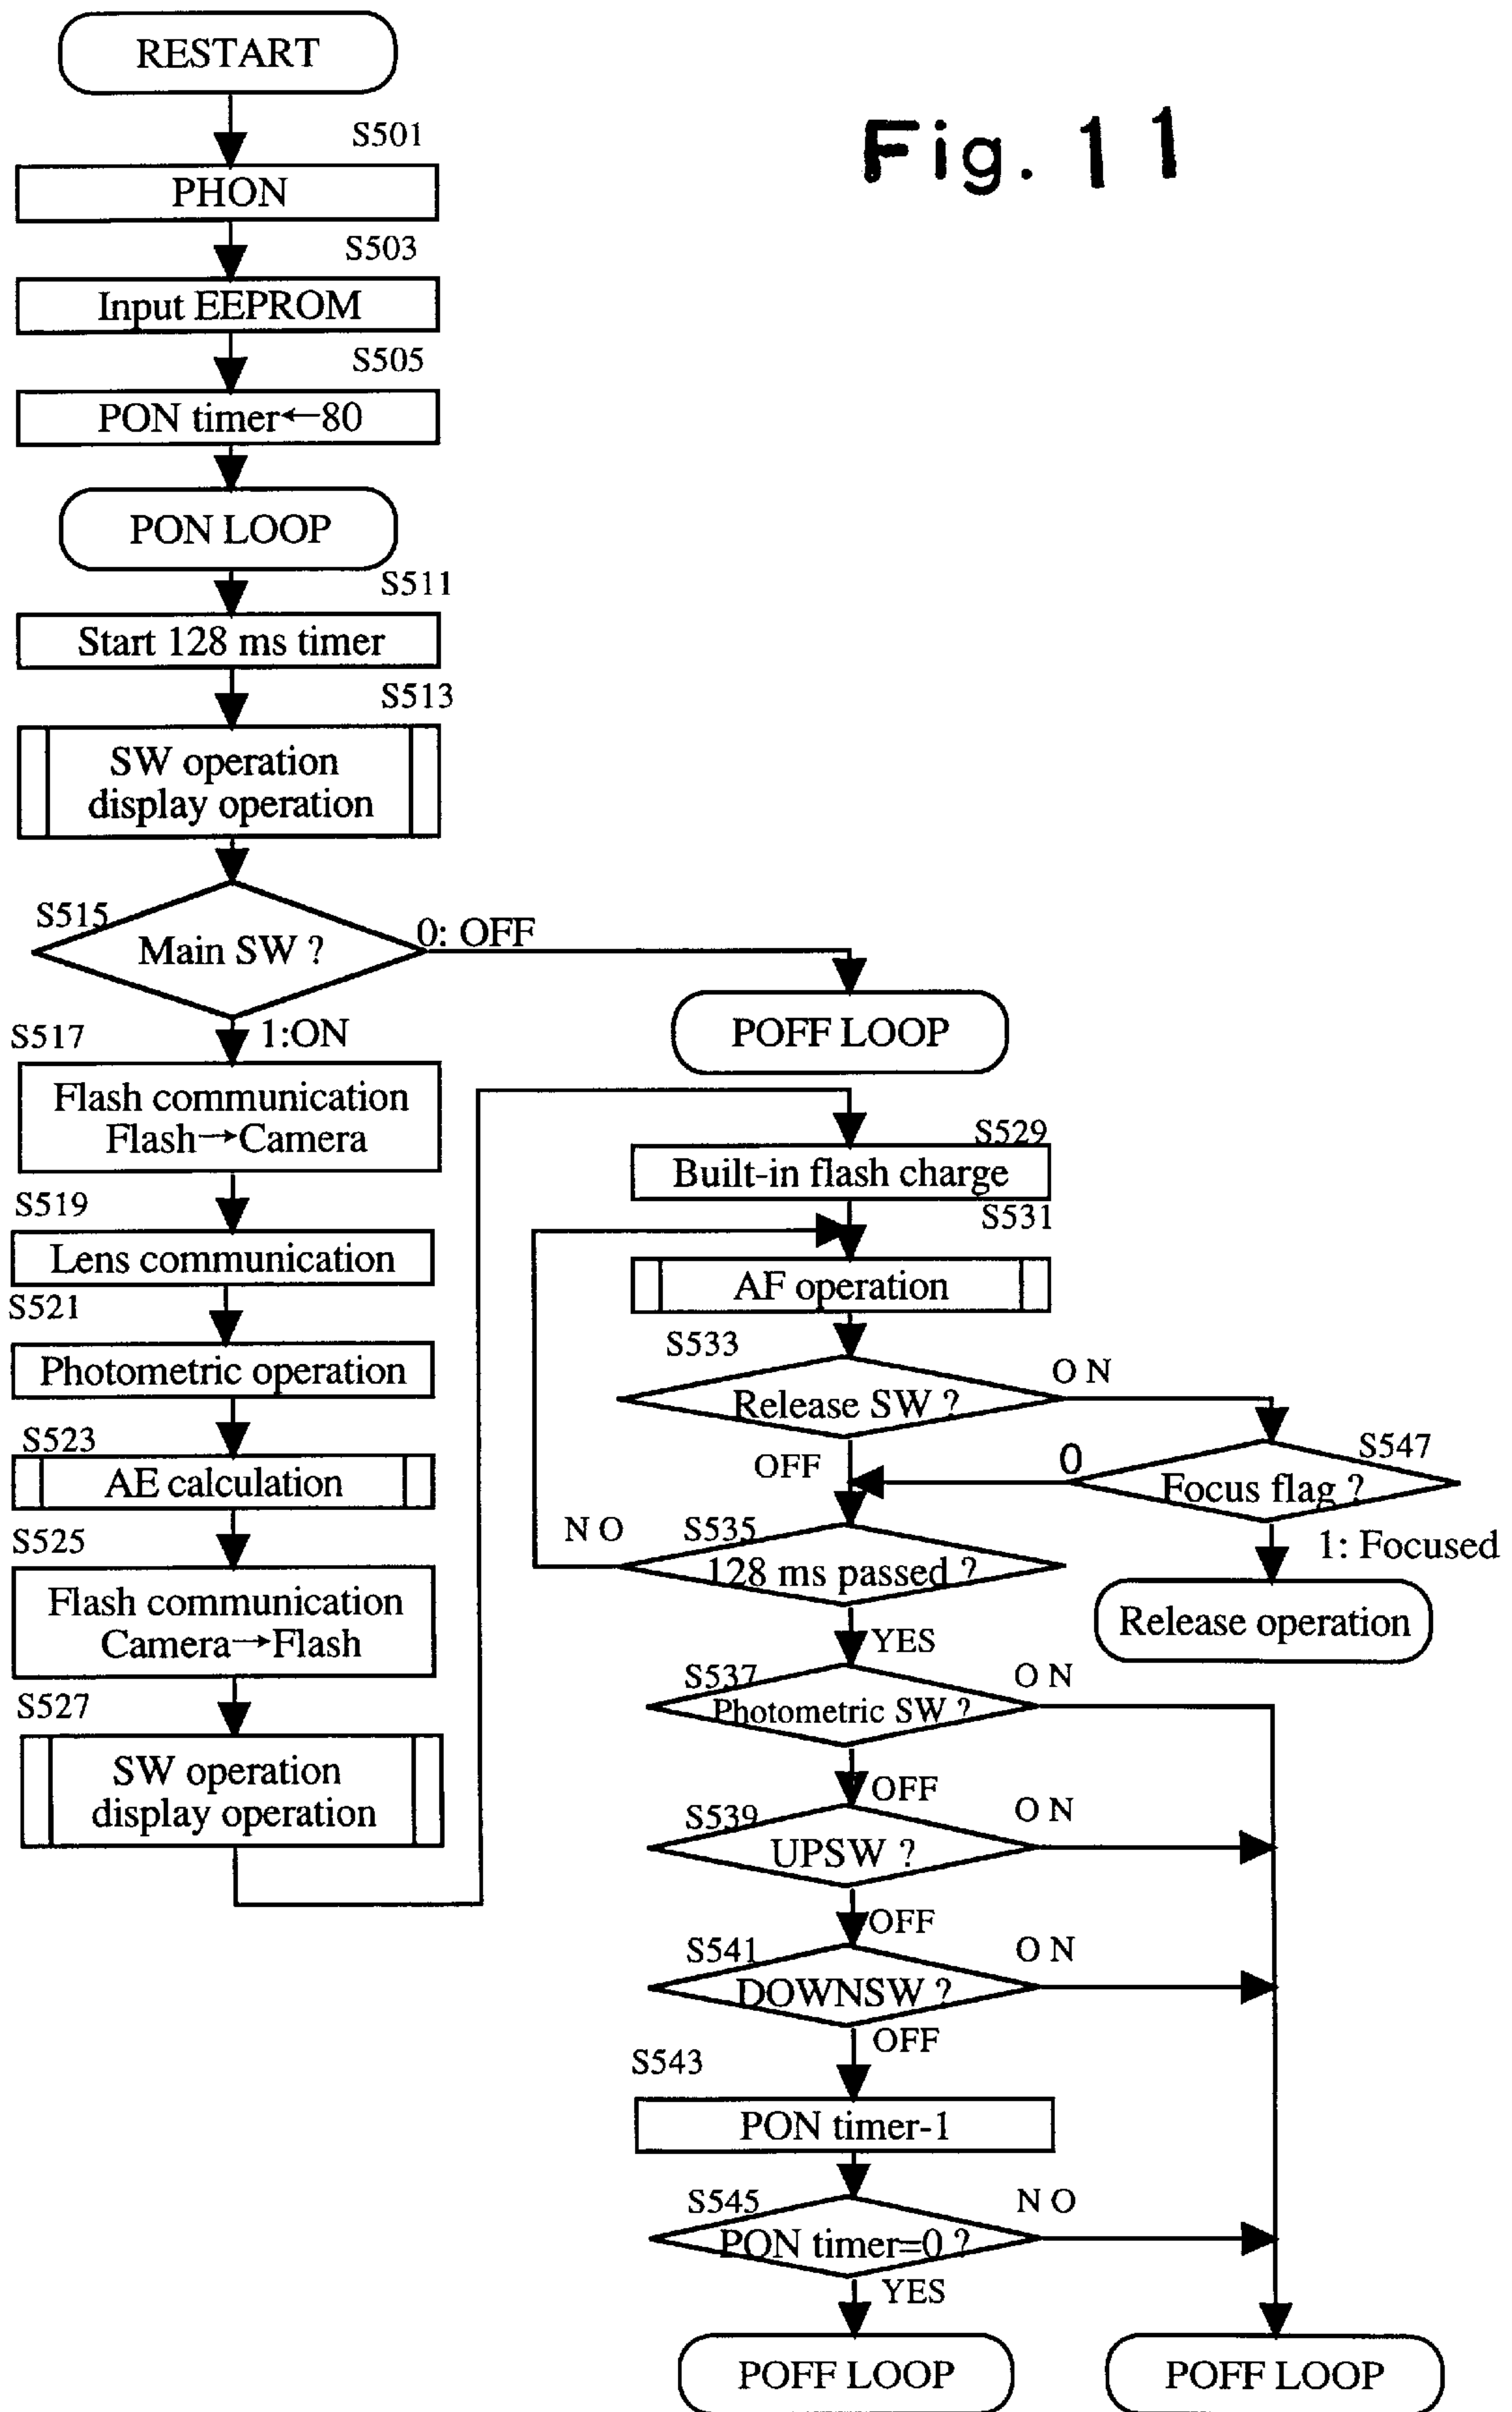 RESTART
Fig. 11
S501
PHON
S503
Input EEPROM
S505
PON timer←80
PON LOOP
S511
Start 128 ms timer
S513
SW operation
display operation
S515
Main SW ?
0: OFF
POFF LOOP
1:ON
S517
Flash communication
Flash→Camera
S519
Lens communication
S521
Photometric operation
S523
AE calculation
S525
Flash communication
Camera→Flash
S527
SW operation
display operation
S529
Built-in flash charge
S531
AF operation
S533
Release SW ?
ON
OFF
0
S547
Focus flag ?
1: Focused
Release operation
NO
S535
128 ms passed ?
YES
S537
Photometric SW ?
ON
OFF
S539
UPSW ?
ON
OFF
S541
DOWNSW ?
ON
OFF
S543
PON timer-1
S545
PON timer=0 ?
NO
YES
POFF LOOP
POFF LOOP